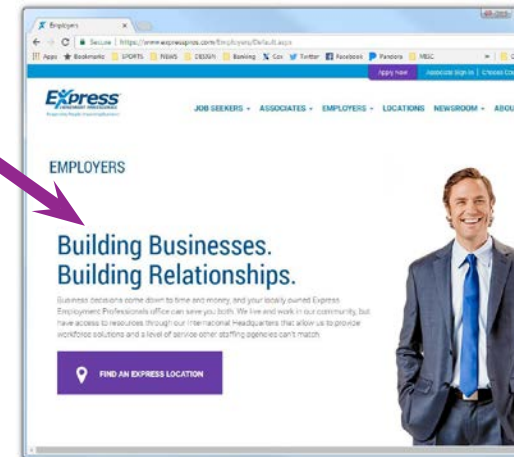 Employers
Secure | https://www.expresspros.com/Employers/Default.aspx
Apps Bookmarks SPORTS NEWS DESIGN Banking Cox Twitter Facebook Pandora MISC
Apply Now Associate Sign-In |
Express
JOB SEEKERS ASSOCIATES EMPLOYERS LOCATIONS NEWSROOM
EMPLOYERS
Building Businesses.
Building Relationships.
Business decisions come down to time and money, and your locally owned Express
Employment Professionals office can save you both. We live and work in our community, but
have access to resources through our International Headquarters that allow us to provide
workforce solutions and a level of service other staffing agencies can't match.
FIND AN EXPRESS LOCATION